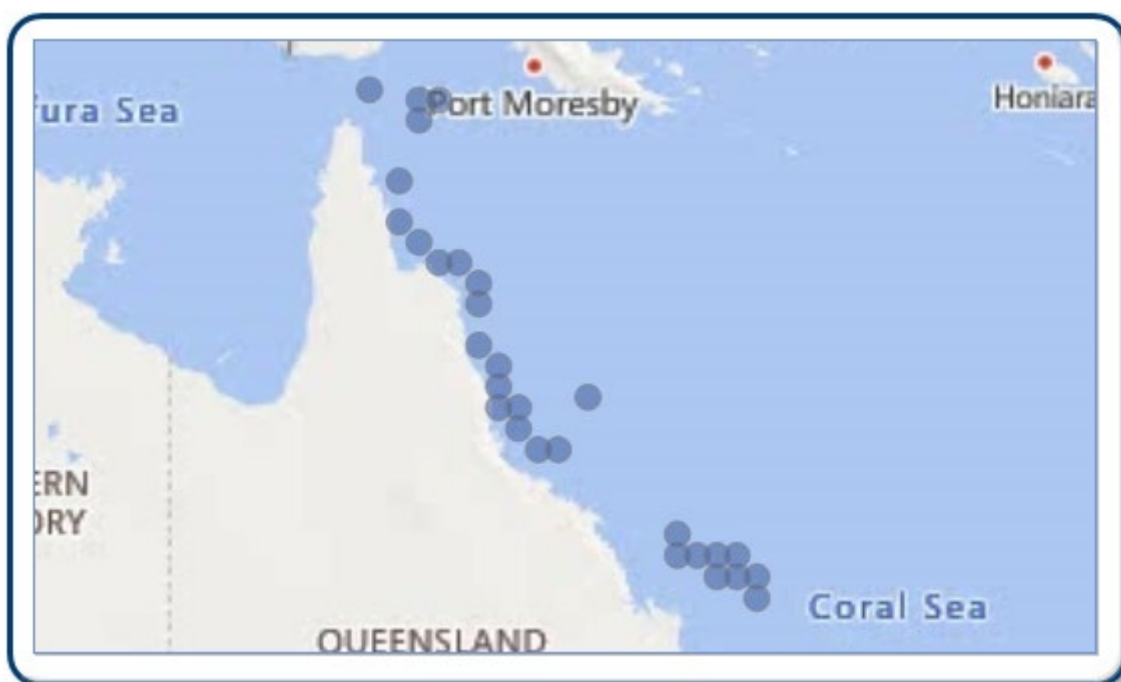 fura Sea
Port Moresby
Honiara
ERN
ORY
Coral Sea
QUEENSLAND